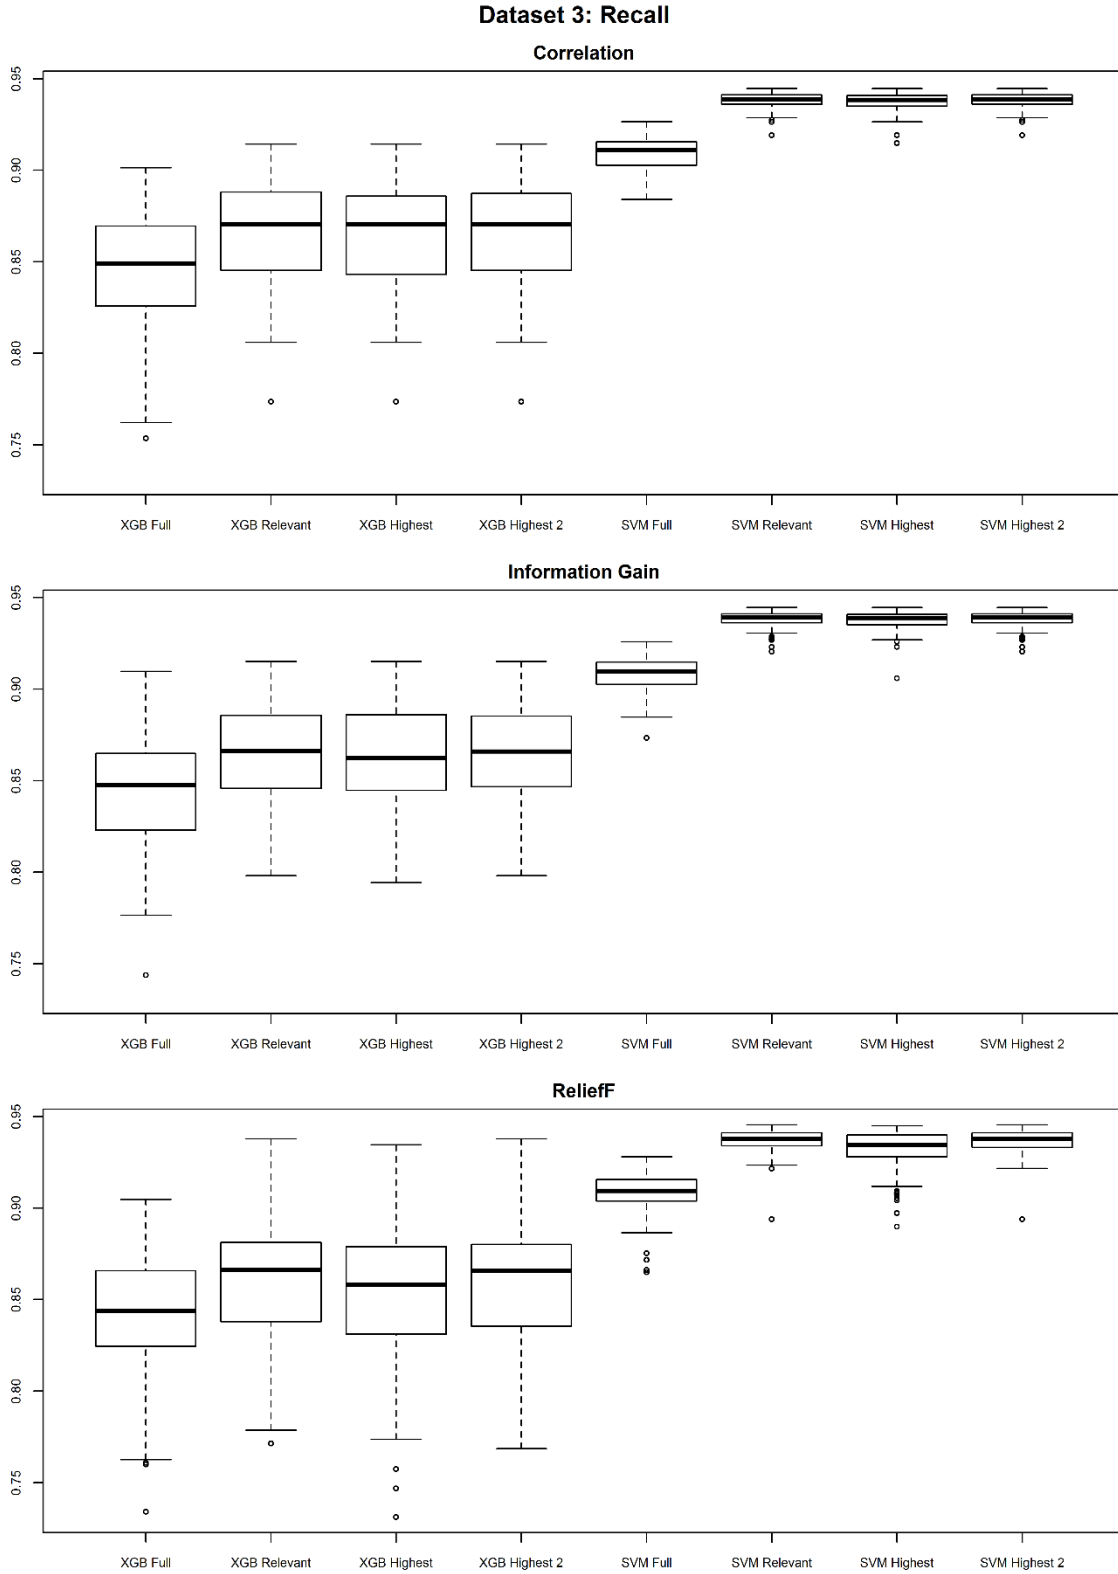 Dataset 3: Recall
Correlation
0.95
0.90
0.85
0.80
0.75
XGB Full XGB Relevant XGB Highest XGB Highest 2 SVM Full SVM Relevant SVM Highest SVM Highest 2
Information Gain
0.95
0.90
0.85
0.80
0.75
XGB Full XGB Relevant XGB Highest XGB Highest 2 SVM Full SVM Relevant SVM Highest SVM Highest 2
ReliefF
0.95
0.90
0.85
0.80
0.75
XGB Full XGB Relevant XGB Highest XGB Highest 2 SVM Full SVM Relevant SVM Highest SVM Highest 2